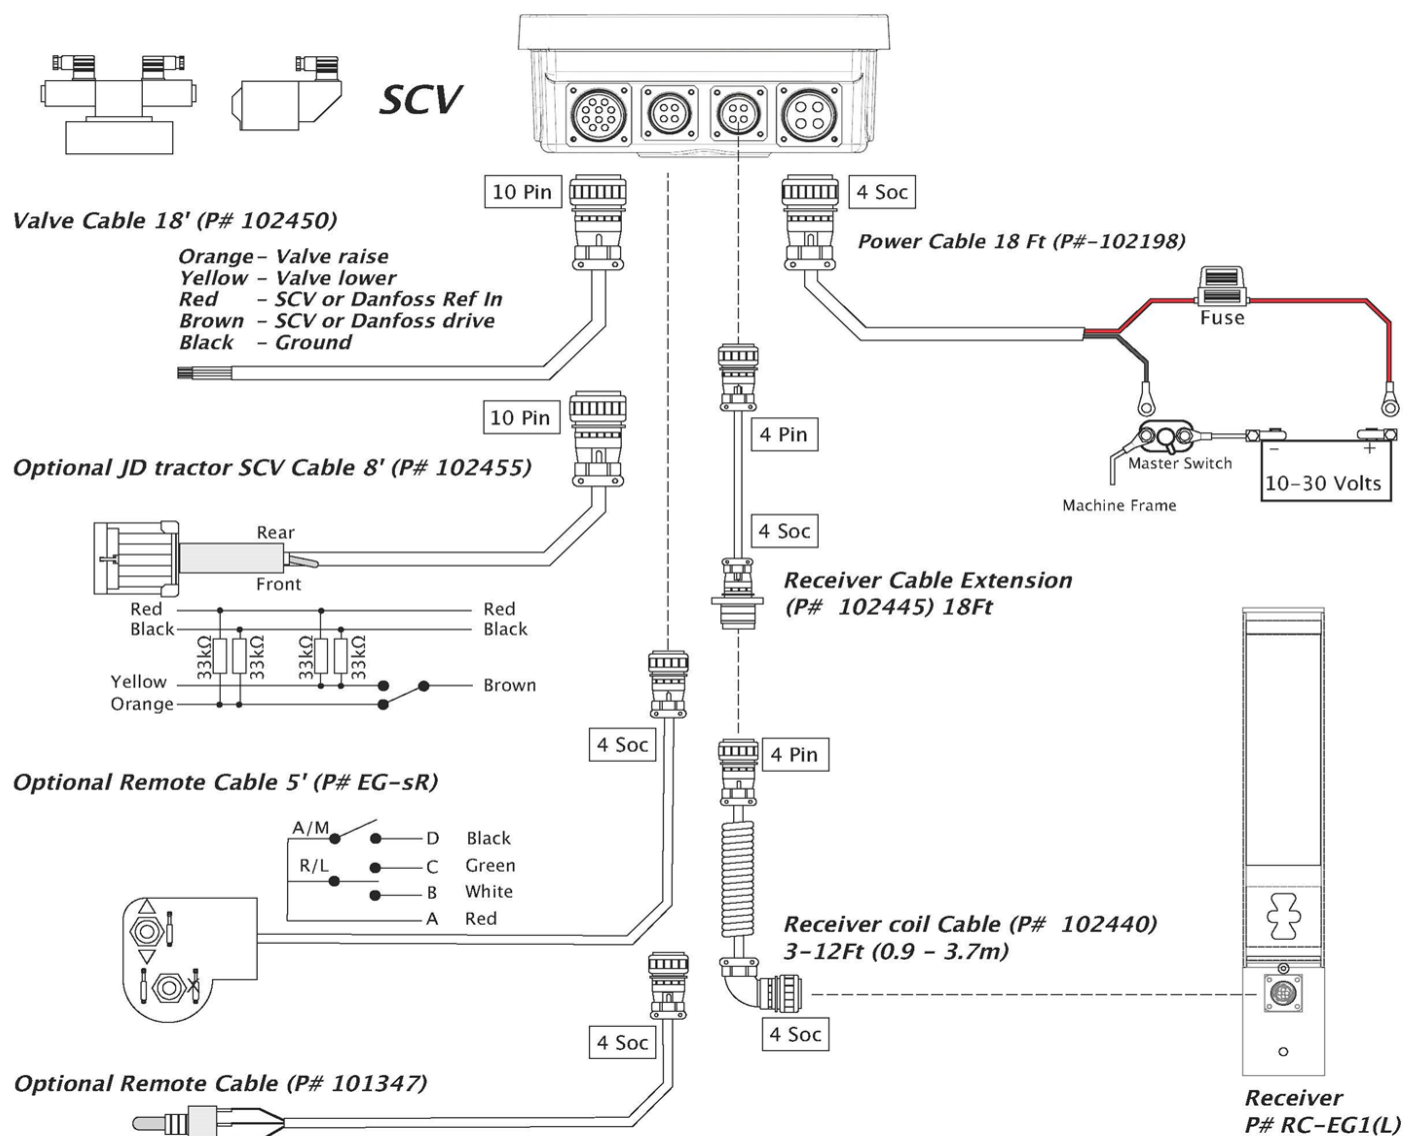 SCV
10 Pin
4 Soc
Valve Cable 18' (P# 102450)
Orange – Valve raise
Yellow – Valve lower
Red – SCV or Danfoss Ref In
Brown – SCV or Danfoss drive
Black – Ground
Power Cable 18 Ft (P#–102198)
Fuse
10 Pin
4 Pin
Optional JD tractor SCV Cable 8' (P# 102455)
Master Switch
– +
10–30 Volts
Machine Frame
4 Soc
Rear
Front
Receiver Cable Extension
(P# 102445) 18Ft
Red Red
Black Black
33kΩ 33kΩ 33kΩ 33kΩ
Yellow Brown
Orange
4 Soc
4 Pin
Optional Remote Cable 5' (P# EG–sR)
A/M D Black
R/L C Green
B White
A Red
Receiver coil Cable (P# 102440)
3–12Ft (0.9 – 3.7m)
4 Soc
4 Soc
Optional Remote Cable (P# 101347)
Receiver
P# RC–EG1(L)